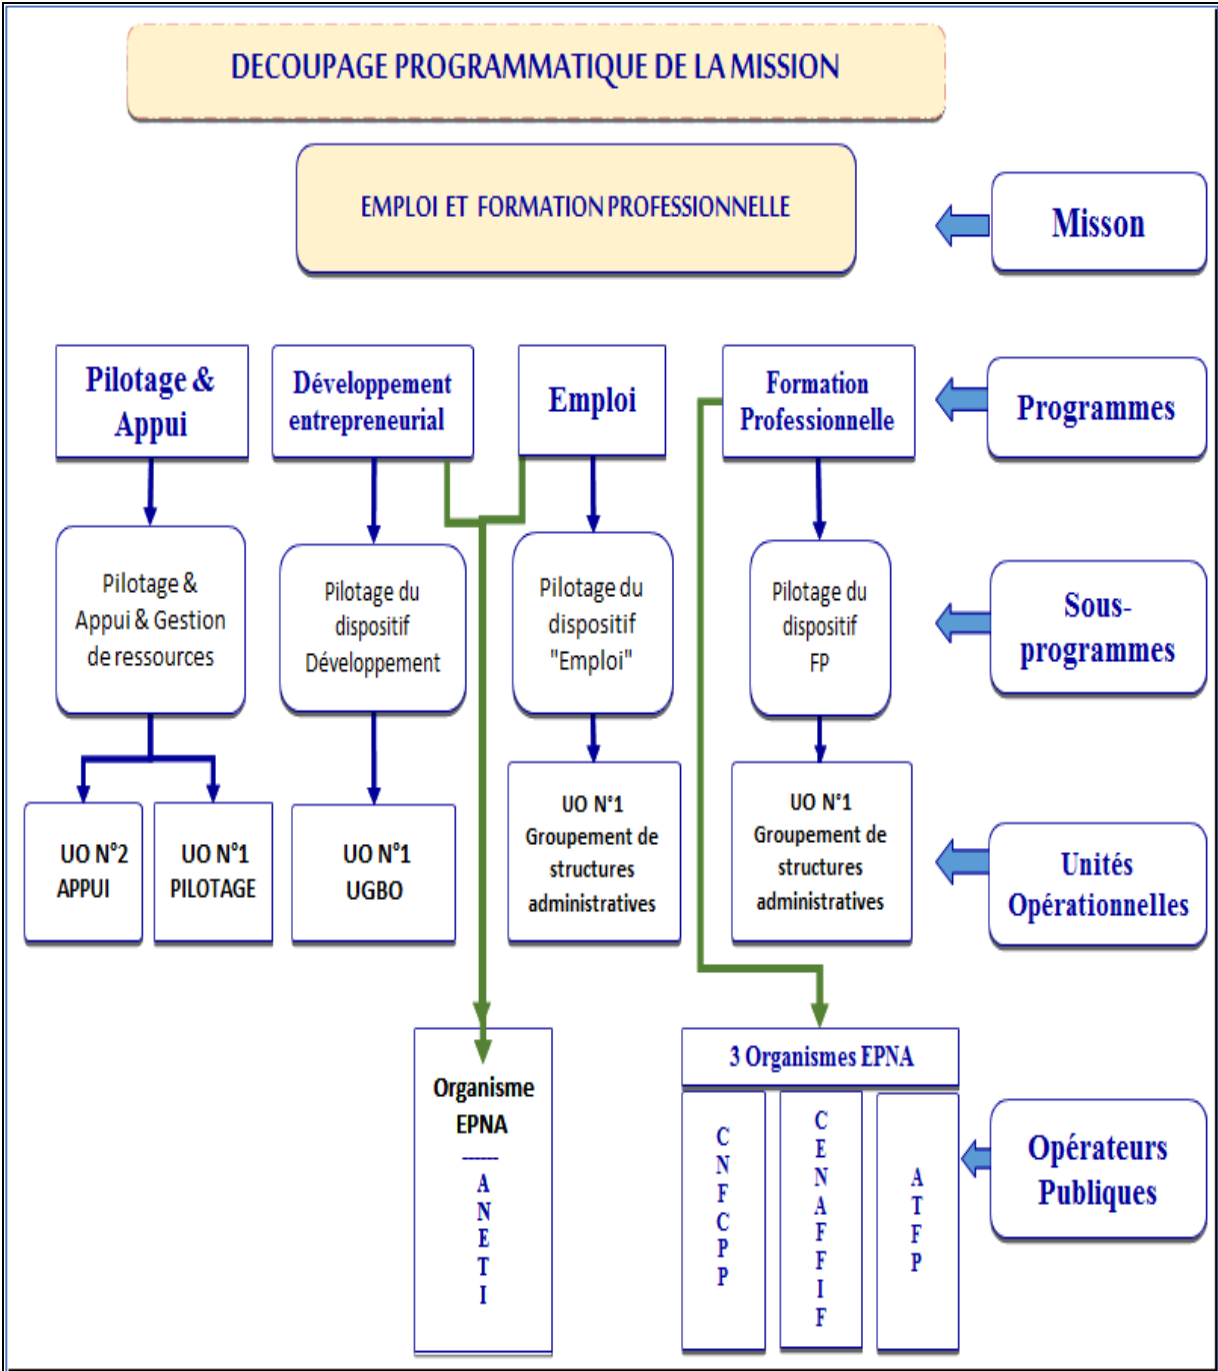 DECOUPAGE PROGRAMMATIQUE DE LA MISSION
EMPLOI ET FORMATION PROFESSIONNELLE
Misson
Pilotage &
Appui
Développement
entrepreneurial
Emploi
Formation
Professionnelle
Programmes
Pilotage &
Appui & Gestion
de ressources
Pilotage du
dispositif
Développement
Pilotage du
dispositif
"Emploi"
Pilotage du
dispositif
FP
Sous-
programmes
UO N°2
APPUI
UO N°1
PILOTAGE
UO N°1
UGBO
UO N°1
Groupement de
structures
administratives
UO N°1
Groupement de
structures
administratives
Unités
Opérationnelles
Organisme
EPNA
------
ANETI
3 Organismes EPNA
CNFCPP
CENAFFIF
ATFP
Opérateurs
Publiques